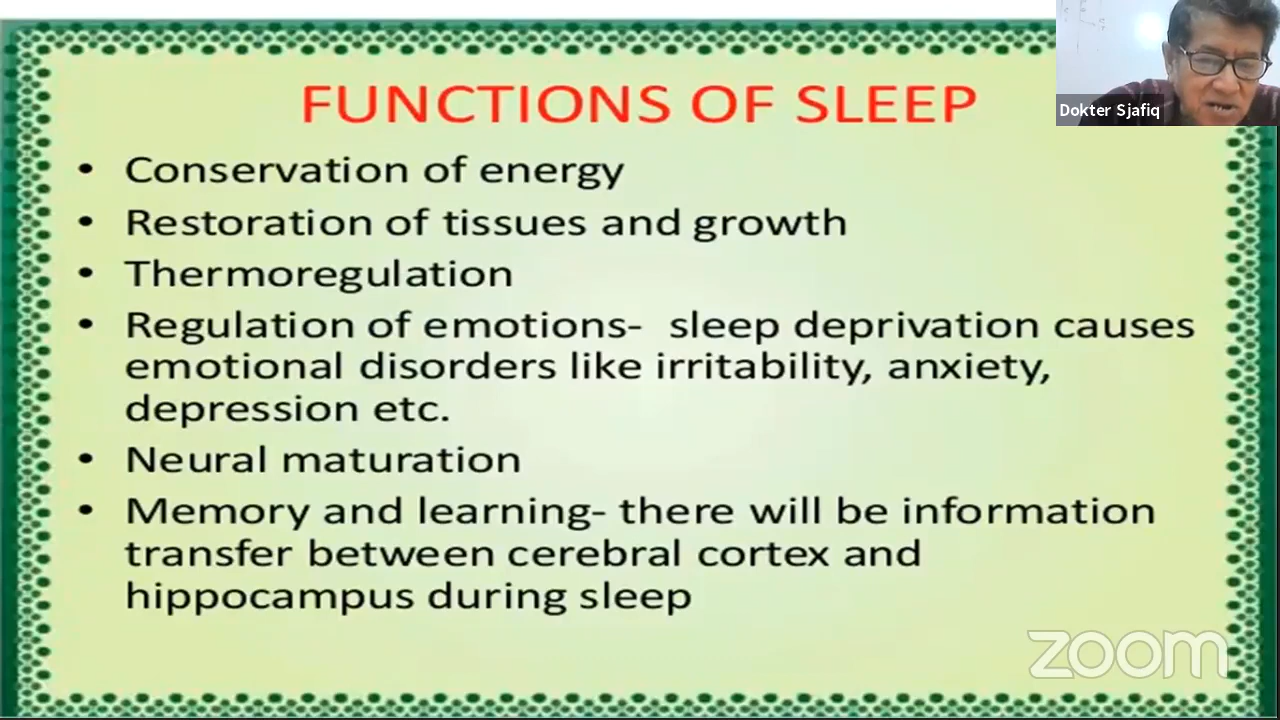 FUNCTIONS OF SLEEP
Dokter Sjafiq
• Conservation of energy
• Restoration of tissues and growth
• Thermoregulation
• Regulation of emotions- sleep deprivation causes
emotional disorders like irritability, anxiety,
depression etc.
• Neural maturation
• Memory and learning- there will be information
transfer between cerebral cortex and
hippocampus during sleep
zoom